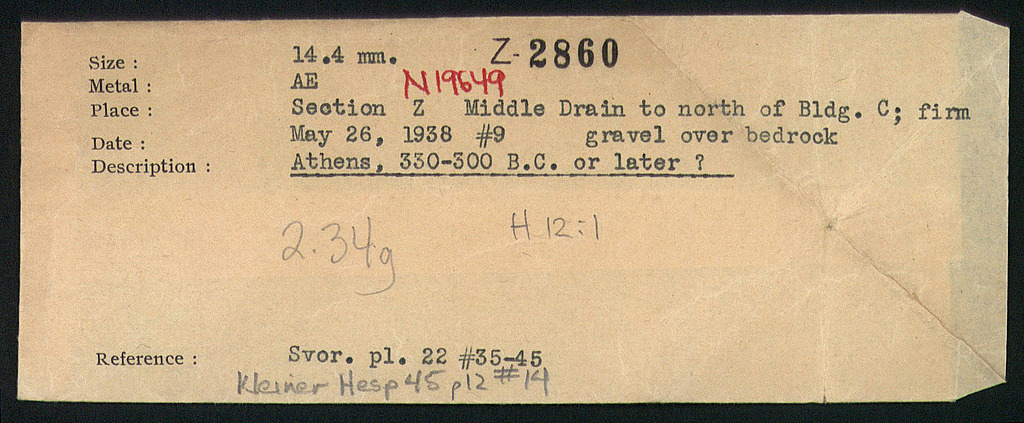 Size : 14.4 mm. Z-2860
Metal : AE N19649
Place : Section Z Middle Drain to north of Bldg. C; firm
Date : May 26, 1938 #9 gravel over bedrock
Description : Athens, 330-300 B.C. or later ?
2.34g H 12:1
Reference : Svor. pl. 22 #35-45
Kleiner Hesp 45 p12 #14